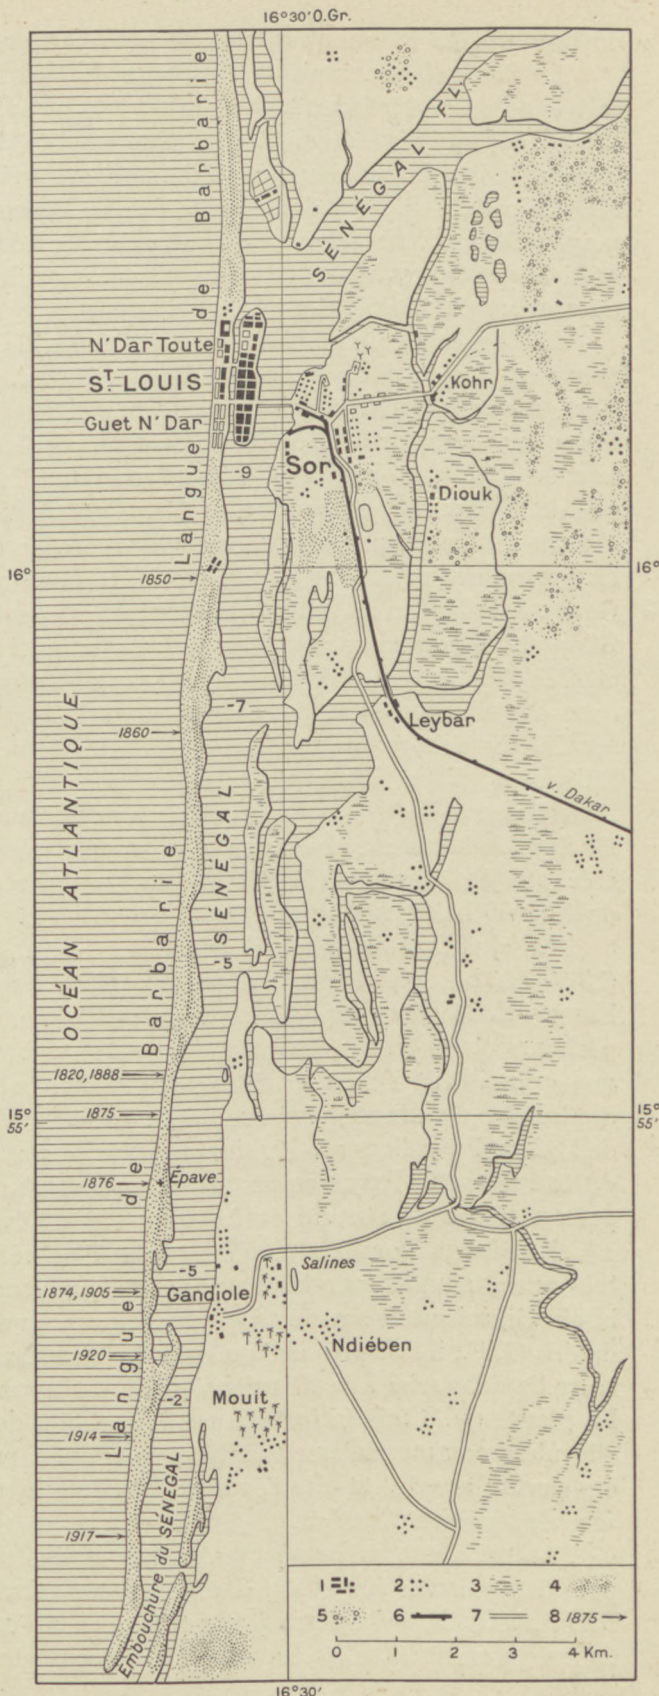 16°30'O.Gr.
Langue de Barbarie
SÉNÉGAL FL.
N'Dar Toute
ST. LOUIS
Guet N'Dar
Kohr
Sor
-9
Diouk
16°
16°
1850
-7
Leybar
1860
v. Dakar
OCÉAN ATLANTIQUE
SÉNÉGAL
-5
Langue de Barbarie
1820, 1888
15°
55'
15°
55'
1875
1876
Épave
Salines
-5
1874, 1905
Gandiole
1920
Ndiében
-2
Mouit
1914
1917
Embouchure du SÉNÉGAL
1 2 3 4
5 6 7 8 1875
0 1 2 3 4 Km.
16°30'